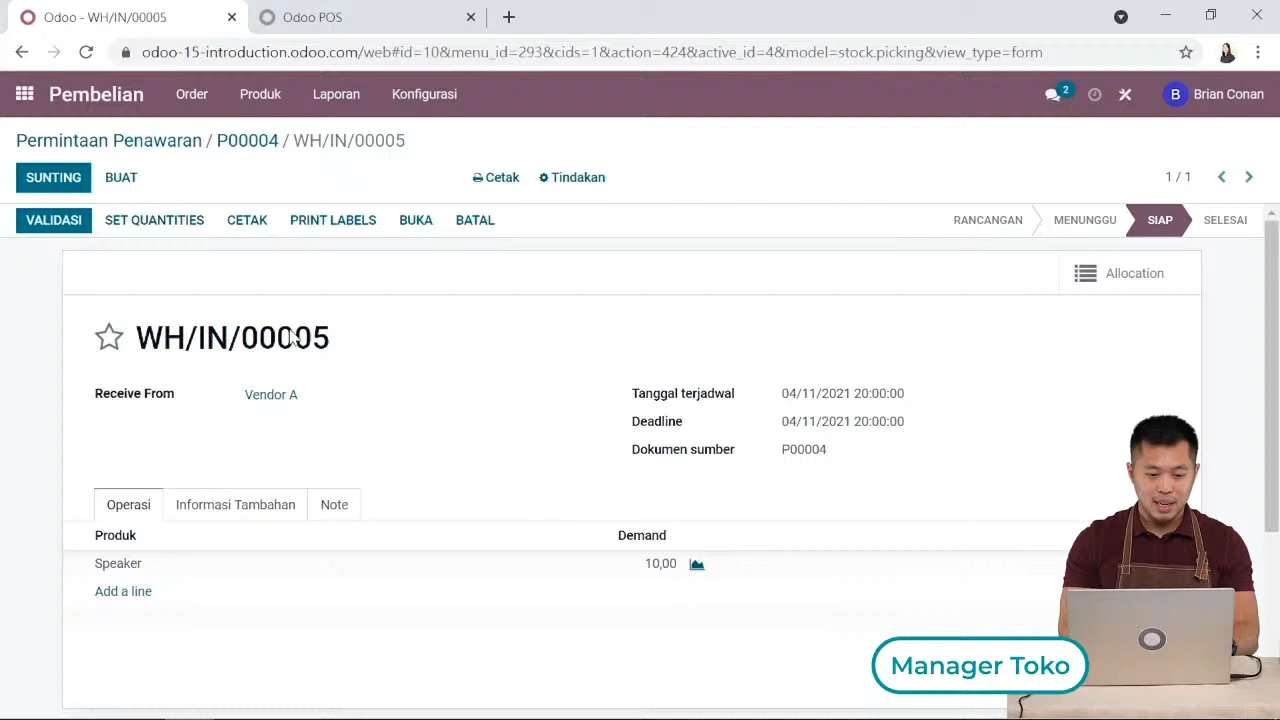 Odoo - WH/IN/00005
Odoo POS
odoo-15-introduction.odoo.com/web#id=10&menu_id=293&cids=1&action=424&active_id=4&model=stock.picking&view_type=form
Pembelian Order Produk Laporan Konfigurasi 2 B Brian Conan
Permintaan Penawaran / P00004 / WH/IN/00005
SUNTING BUAT Cetak Tindakan 1 / 1
VALIDASI SET QUANTITIES CETAK PRINT LABELS BUKA BATAL RANCANGAN MENUNGGU SIAP SELESAI
Allocation
WH/IN/00005
Receive From Vendor A Tanggal terjadwal 04/11/2021 20:00:00
Deadline 04/11/2021 20:00:00
Dokumen sumber P00004
Operasi Informasi Tambahan Note
Produk Demand
Speaker 10,00
Add a line
Manager Toko